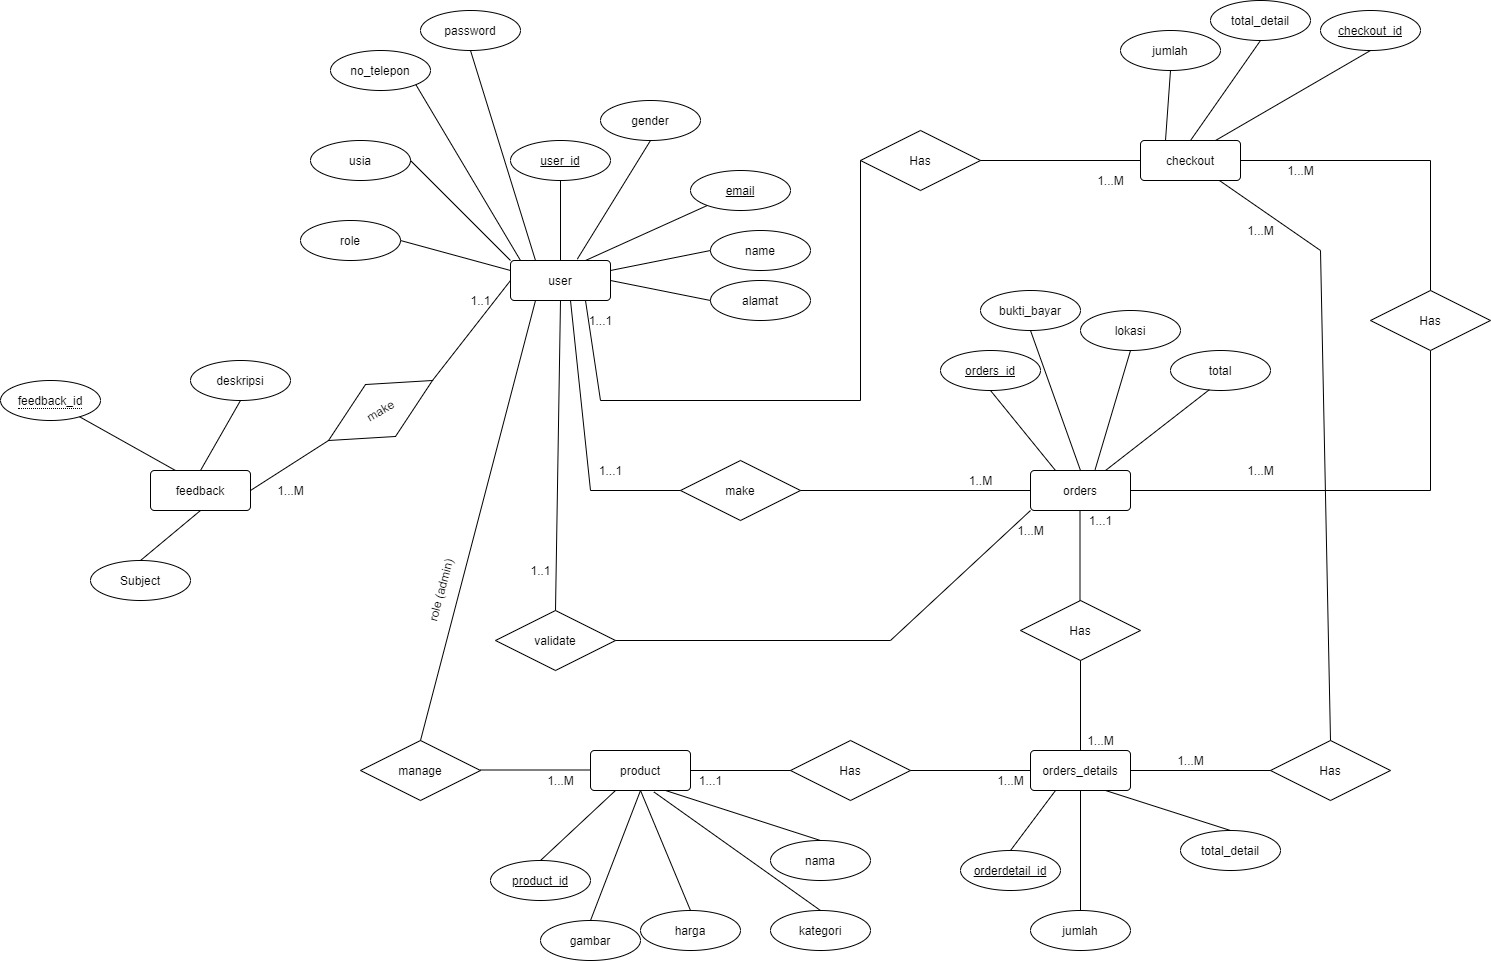 password
no_telepon
usia
role
user_id
gender
email
name
alamat
user
1..1
1...1
Has
jumlah
total_detail
checkout_id
checkout
1...M
1...M
1...M
Has
feedback_id
deskripsi
make
feedback
1...M
Subject
bukti_bayar
lokasi
orders_id
total
1...1
make
1..M
orders
1...M
1...M
1...1
role (admin)
1..1
validate
Has
manage
1...M
product
1...1
Has
1...M
1...M
orders_details
1...M
Has
product_id
gambar
harga
kategori
nama
orderdetail_id
jumlah
total_detail